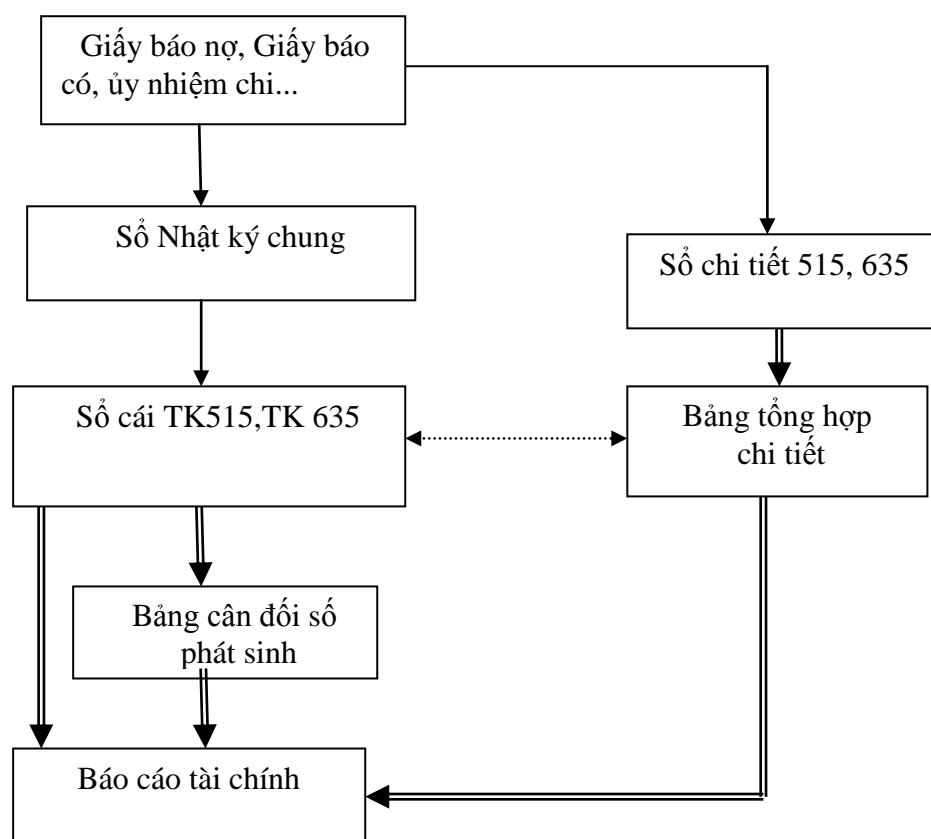 Giấy báo nợ, Giấy báo
có, ủy nhiệm chi...
Sổ Nhật ký chung
Sổ chi tiết 515, 635
Sổ cái TK515,TK 635
Bảng tổng hợp
chi tiết
Bảng cân đối số
phát sinh
Báo cáo tài chính